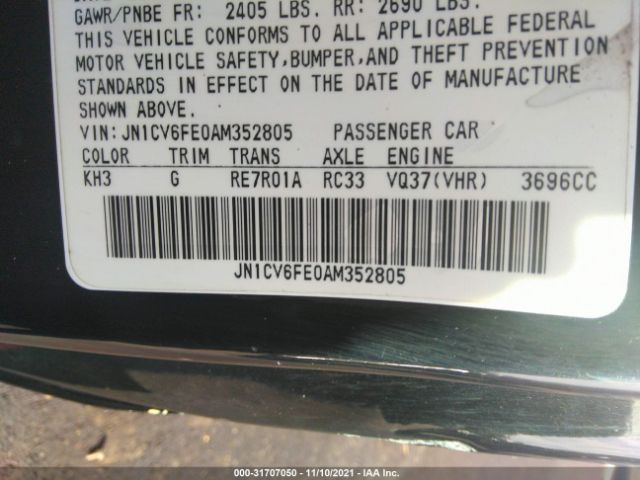 GAWR/PNBE FR: 2405 LBS. RR: 2690 LBS.
THIS VEHICLE CONFORMS TO ALL APPLICABLE FEDERAL
MOTOR VEHICLE SAFETY,BUMPER,AND THEFT PREVENTION
STANDARDS IN EFFECT ON THE DATE OF MANUFACTURE
SHOWN ABOVE.
VIN:JN1CV6FE0AM352805 PASSENGER CAR
COLOR TRIM TRANS AXLE ENGINE
KH3 G RE7R01A RC33 VQ37(VHR) 3696CC
JN1CV6FE0AM352805
000-31707050 - 11/10/2021 - IAA Inc.